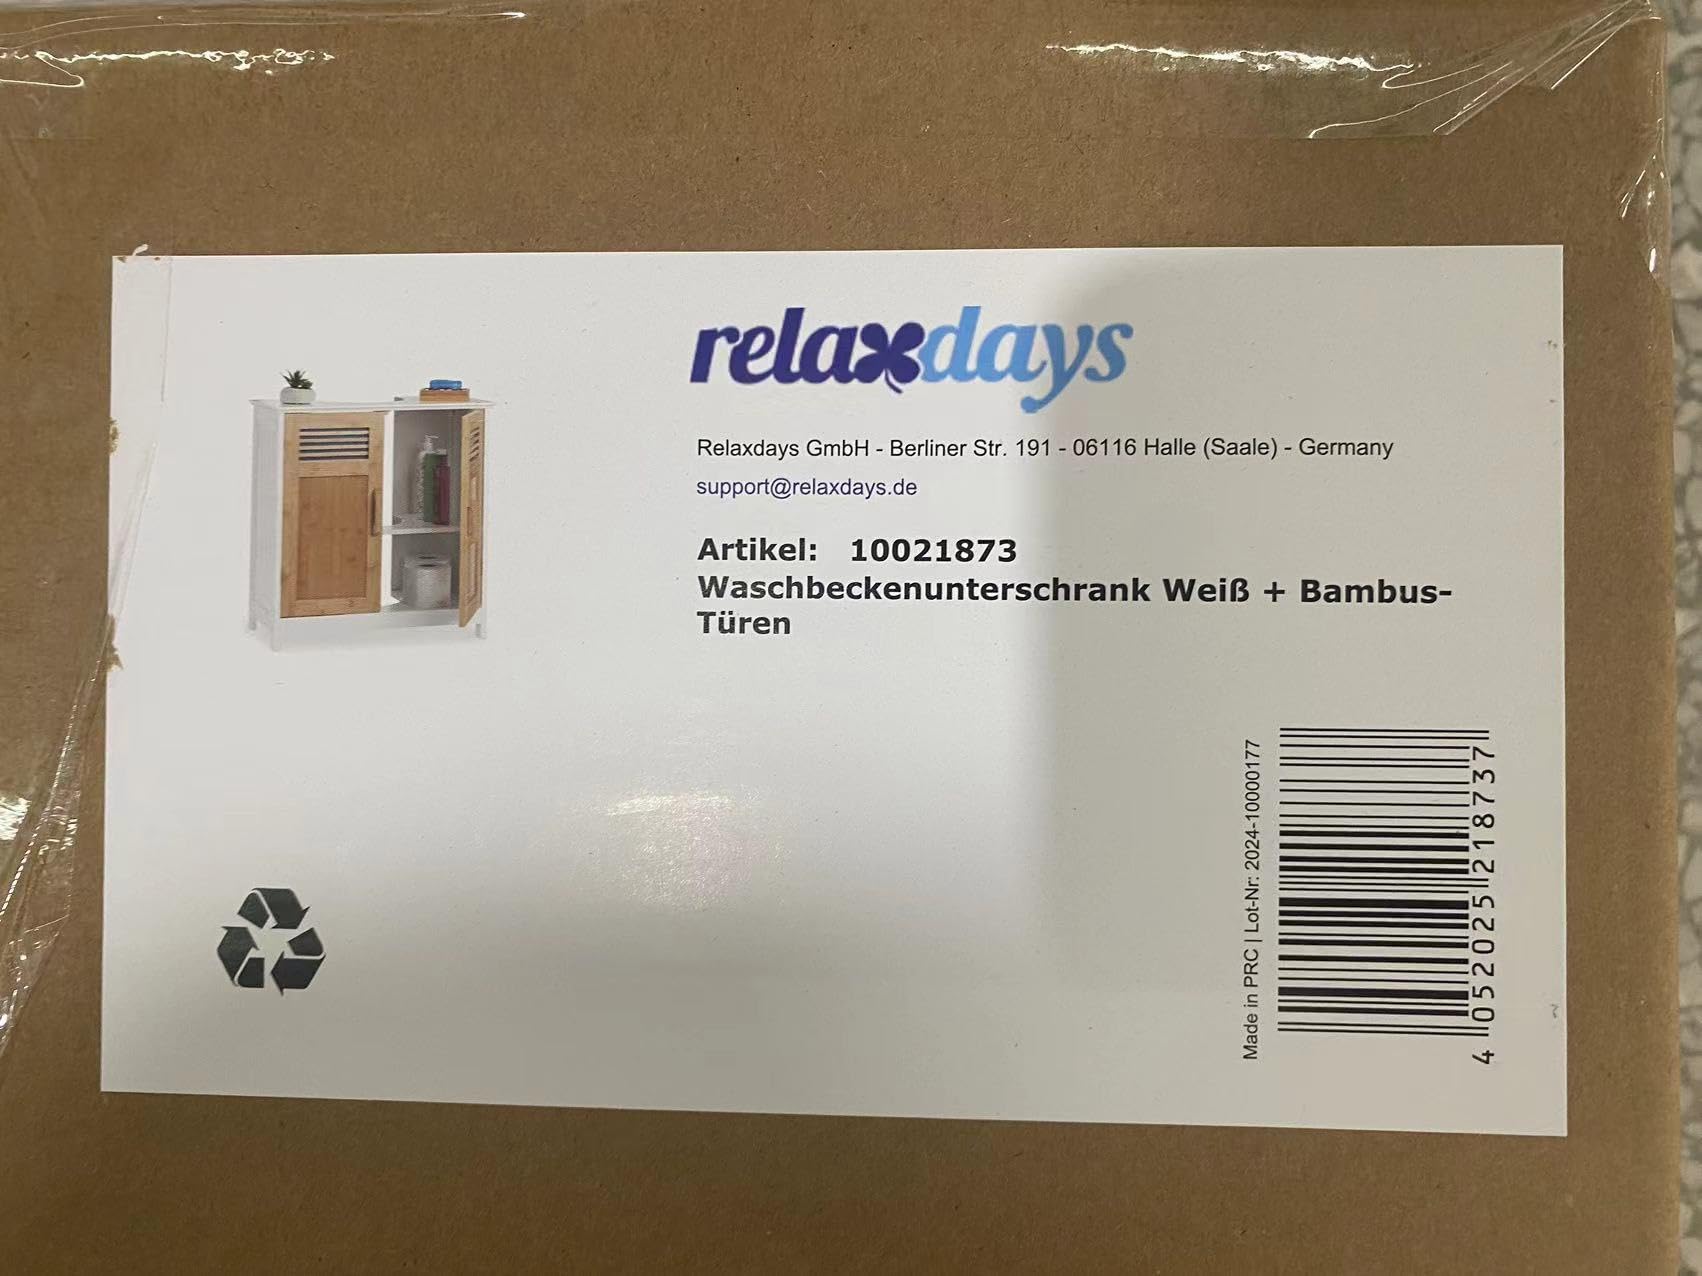 relaxdays
Relaxdays GmbH - Berliner Str. 191 - 06116 Halle (Saale) - Germany
support@relaxdays.de
Artikel: 10021873
Waschbeckenunterschrank Weiß + Bambus-
Türen
Made in PRC | Lot-Nr: 2024-10000177
4 052025 218737